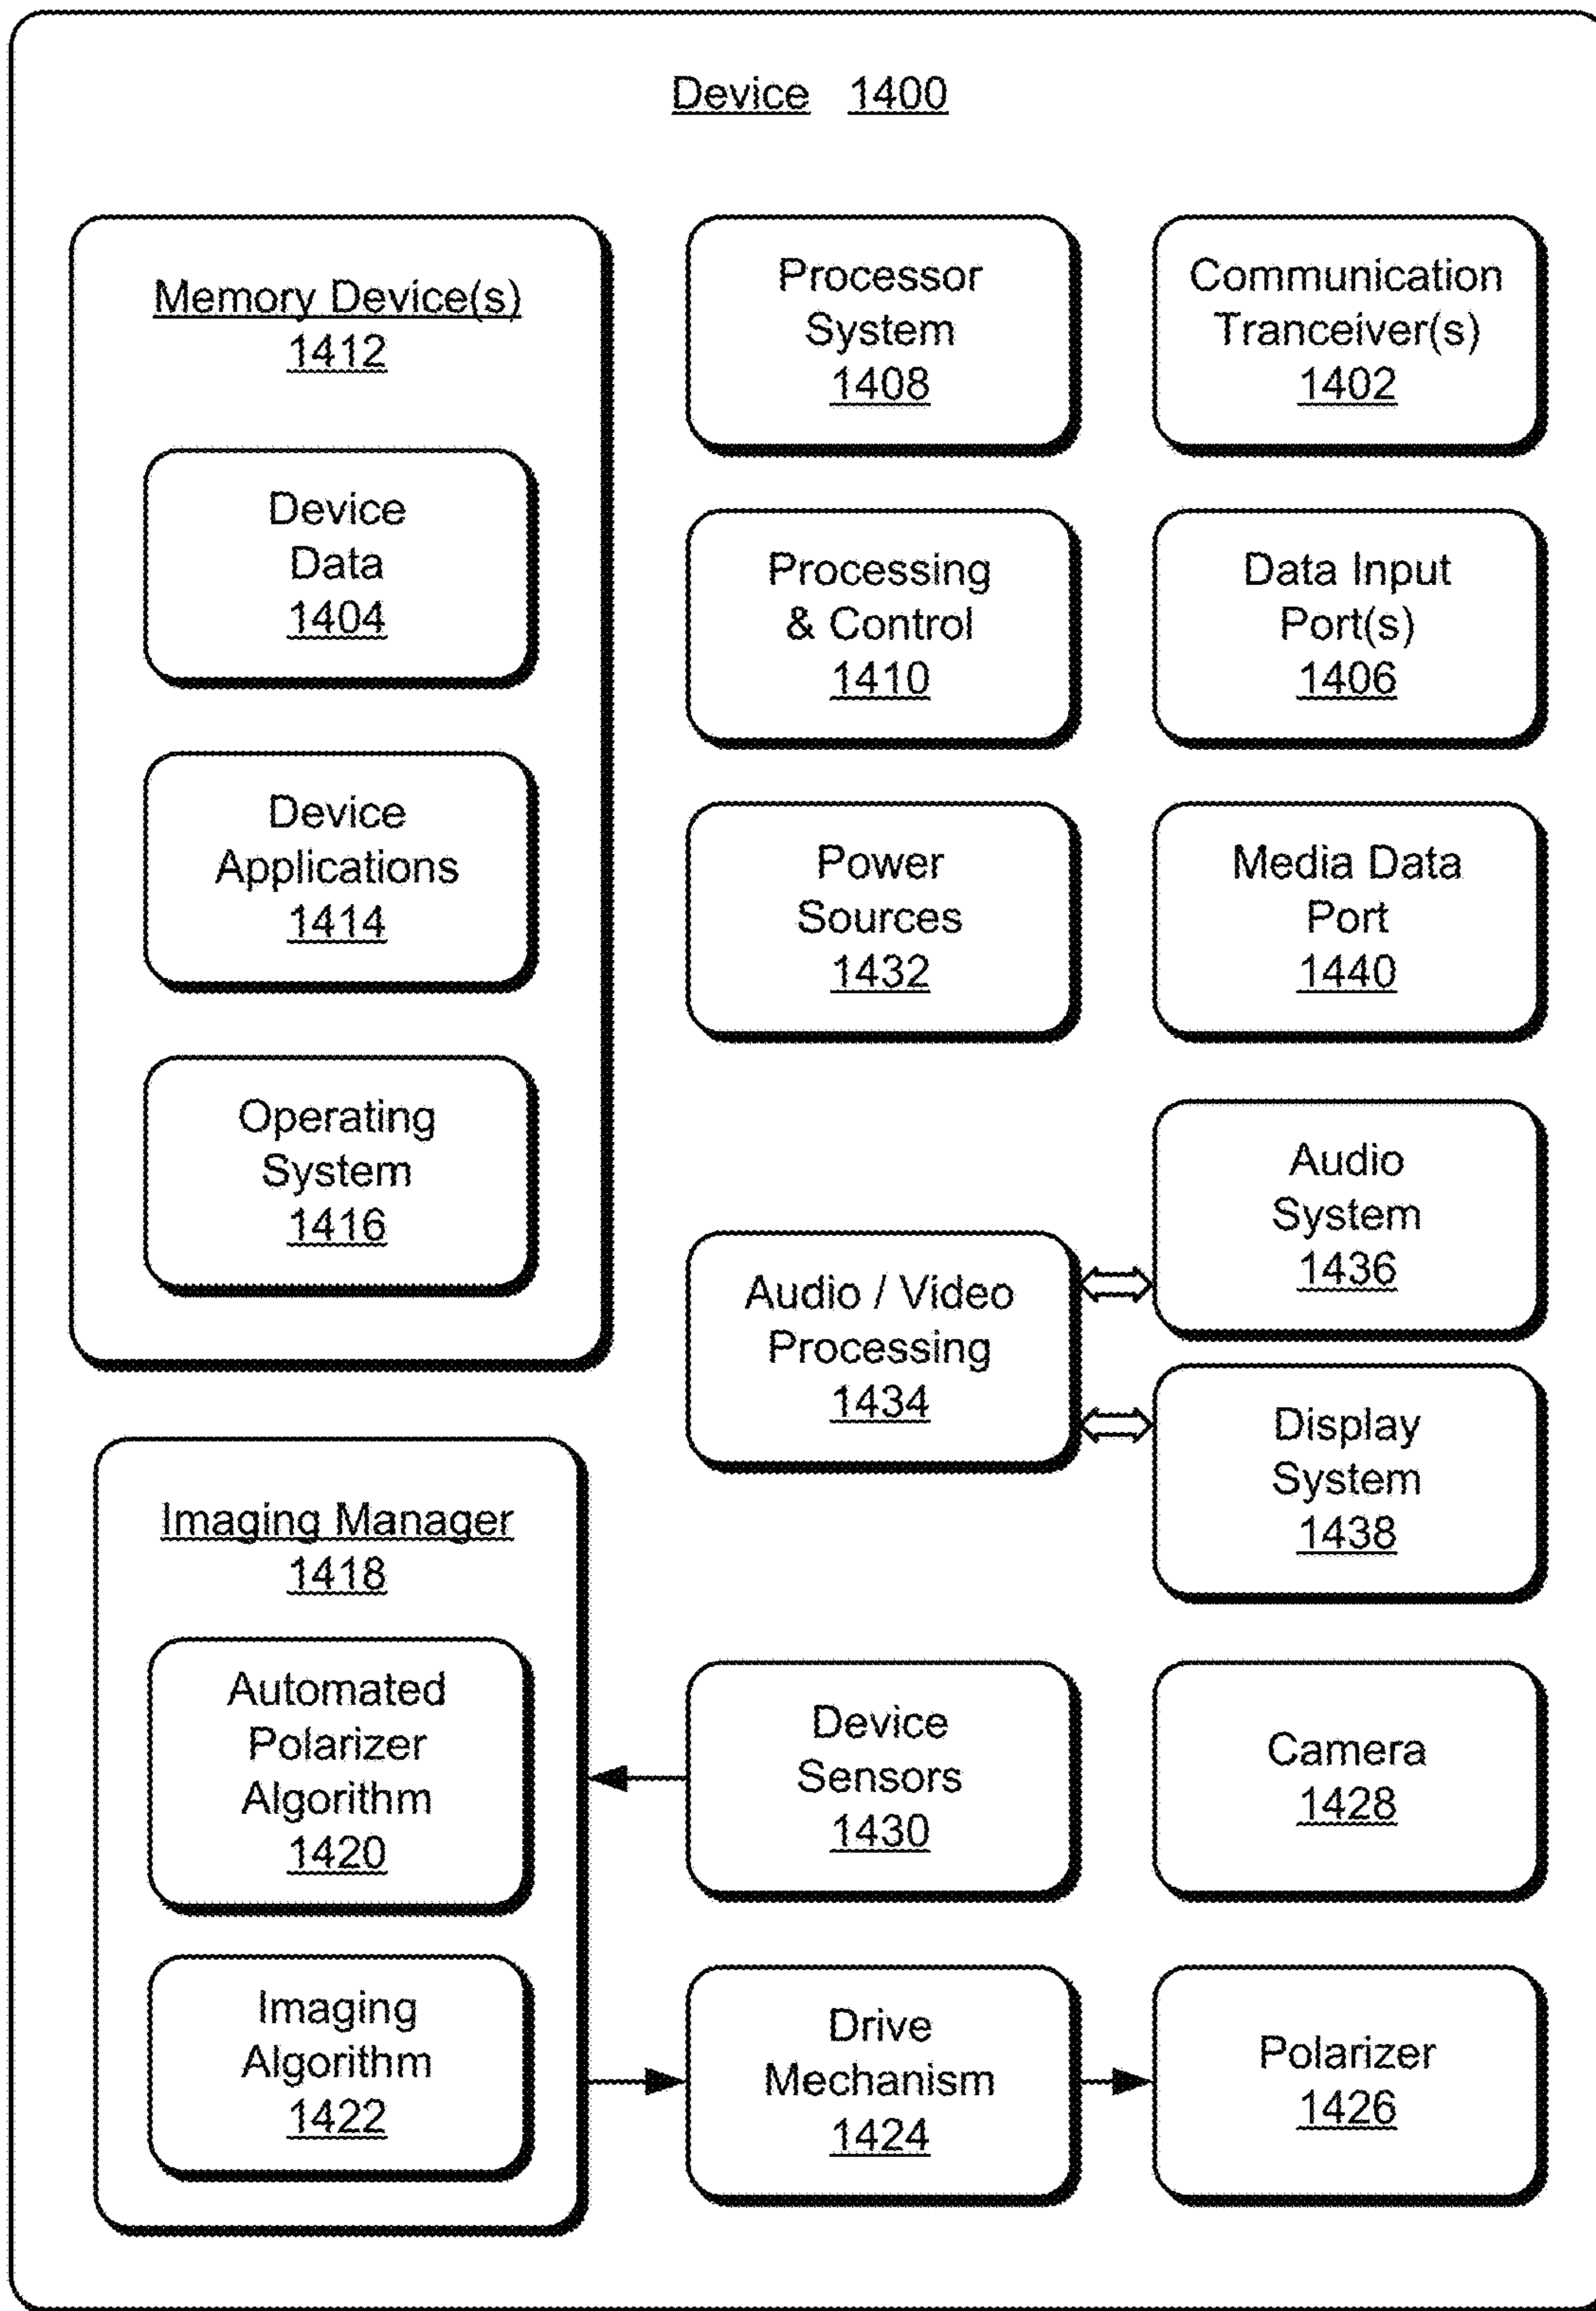 Device 1400
Memory Device(s)
1412
Device
Data
1404
Device
Applications
1414
Operating
System
1416
Processor
System
1408
Communication
Tranceiver(s)
1402
Processing
& Control
1410
Data Input
Port(s)
1406
Power
Sources
1432
Media Data
Port
1440
Audio / Video
Processing
1434
Audio
System
1436
Display
System
1438
Imaging Manager
1418
Automated
Polarizer
Algorithm
1420
Imaging
Algorithm
1422
Device
Sensors
1430
Camera
1428
Drive
Mechanism
1424
Polarizer
1426